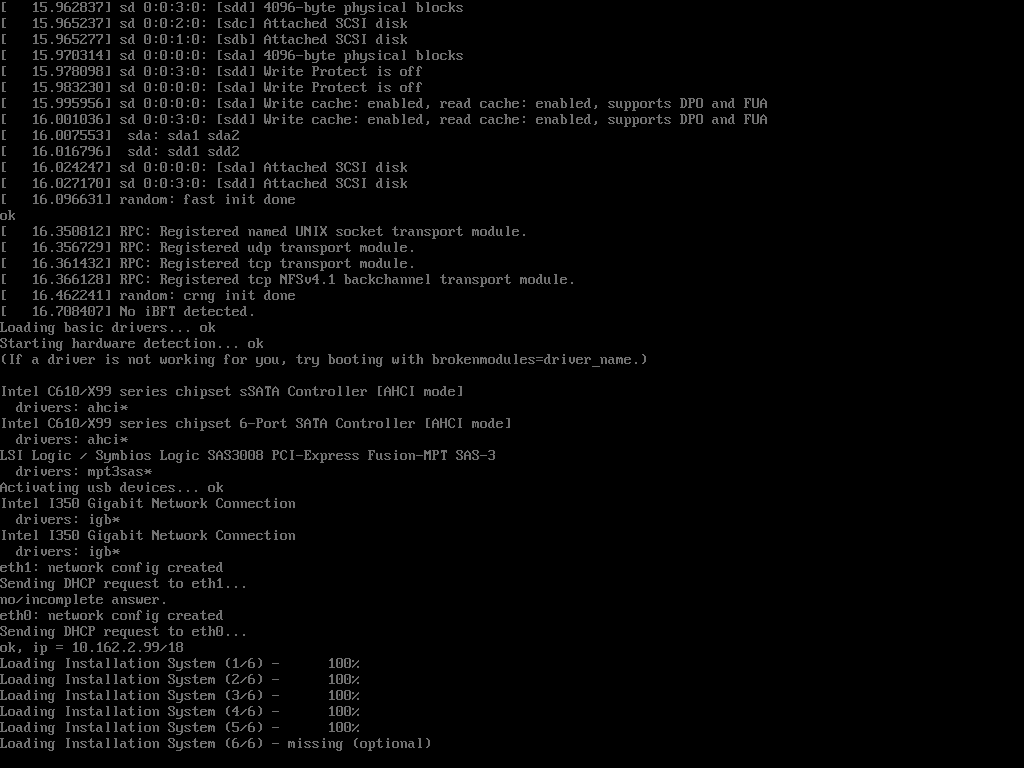 [   15.962837] sd 0:0:3:0: [sdd] 4096-byte physical blocks
[   15.965237] sd 0:0:2:0: [sdc] Attached SCSI disk
[   15.965277] sd 0:0:1:0: [sdb] Attached SCSI disk
[   15.970314] sd 0:0:0:0: [sda] 4096-byte physical blocks
[   15.978098] sd 0:0:3:0: [sdd] Write Protect is off
[   15.983230] sd 0:0:0:0: [sda] Write Protect is off
[   15.995956] sd 0:0:0:0: [sda] Write cache: enabled, read cache: enabled, supports DPO and FUA
[   16.001036] sd 0:0:3:0: [sdd] Write cache: enabled, read cache: enabled, supports DPO and FUA
[   16.007553]  sda: sda1 sda2
[   16.016796]  sdd: sdd1 sdd2
[   16.024247] sd 0:0:0:0: [sda] Attached SCSI disk
[   16.027170] sd 0:0:3:0: [sdd] Attached SCSI disk
[   16.096631] random: fast init done
ok
[   16.350812] RPC: Registered named UNIX socket transport module.
[   16.356729] RPC: Registered udp transport module.
[   16.361432] RPC: Registered tcp transport module.
[   16.366128] RPC: Registered tcp NFSv4.1 backchannel transport module.
[   16.462241] random: crng init done
[   16.708407] No iBFT detected.
Loading basic drivers... ok
Starting hardware detection... ok
(If a driver is not working for you, try booting with brokenmodules=driver_name.)

Intel C610/X99 series chipset sSATA Controller [AHCI mode]
  drivers: ahci*
Intel C610/X99 series chipset 6-Port SATA Controller [AHCI mode]
  drivers: ahci*
LSI Logic / Symbios Logic SAS3008 PCI-Express Fusion-MPT SAS-3
  drivers: mpt3sas*
Activating usb devices... ok
Intel I350 Gigabit Network Connection
  drivers: igb*
Intel I350 Gigabit Network Connection
  drivers: igb*
eth1: network config created
Sending DHCP request to eth1...
no/incomplete answer.
eth0: network config created
Sending DHCP request to eth0...
ok, ip = 10.162.2.99/18
Loading Installation System (1/6) -      100%
Loading Installation System (2/6) -      100%
Loading Installation System (3/6) -      100%
Loading Installation System (4/6) -      100%
Loading Installation System (5/6) -      100%
Loading Installation System (6/6) - missing (optional)